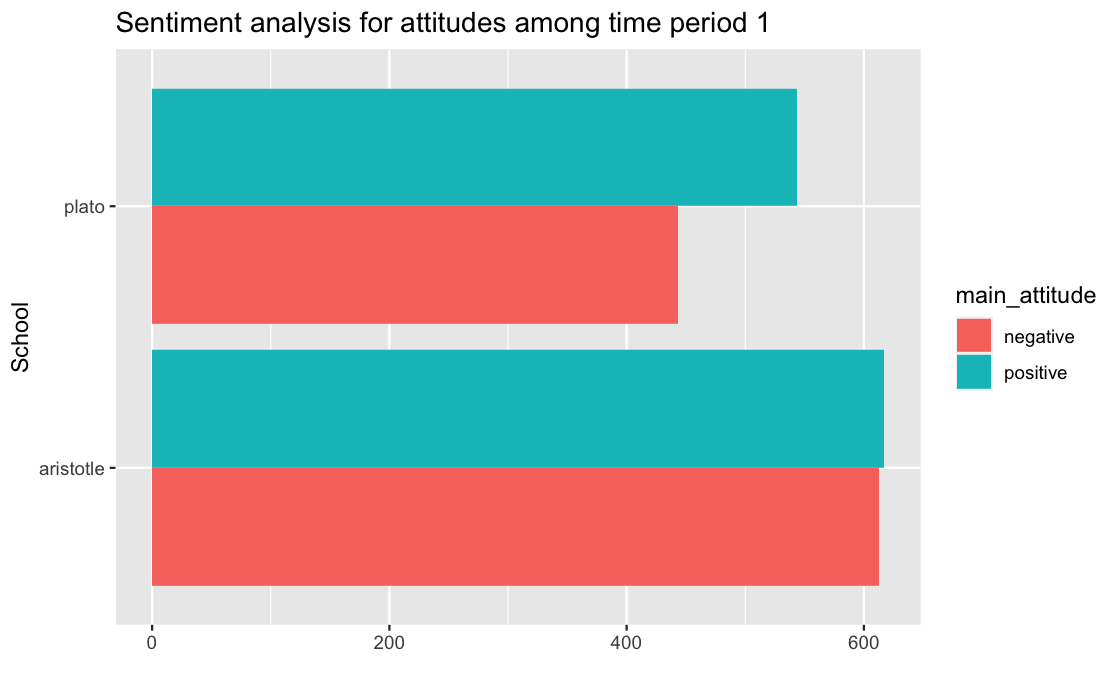 Sentiment analysis for attitudes among time period 1
School
plato
aristotle
0 200 400 600
main_attitude
negative
positive